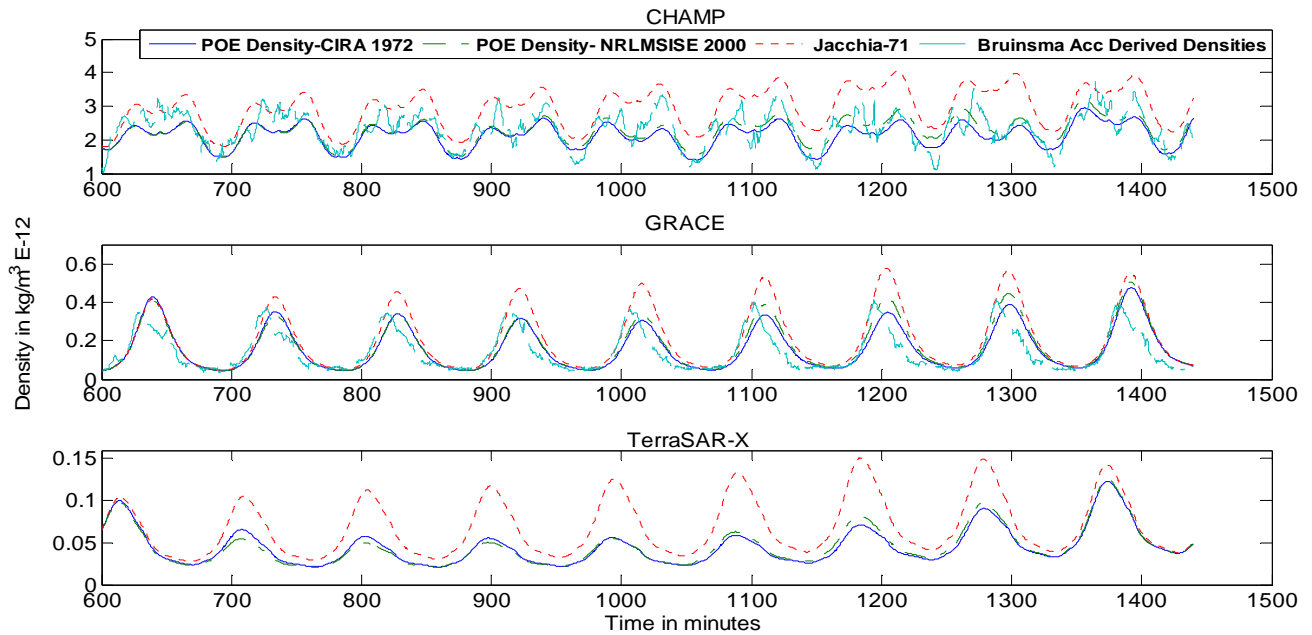 CHAMP
POE Density-CIRA 1972 POE Density- NRLMSISE 2000 Jacchia-71 Bruinsma Acc Derived Densities
5
4
3
2
1
600 700 800 900 1000 1100 1200 1300 1400 1500
GRACE
Density in kg/m³ E-12
0.6
0.4
0.2
0
600 700 800 900 1000 1100 1200 1300 1400 1500
TerraSAR-X
0.15
0.1
0.05
0
600 700 800 900 1000 1100 1200 1300 1400 1500
Time in minutes